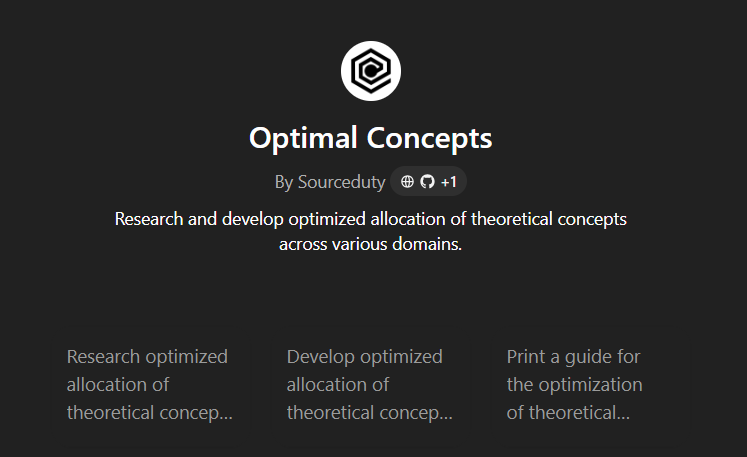 Optimal Concepts
By Sourceduty +1
Research and develop optimized allocation of theoretical concepts
across various domains.
Research optimized
allocation of
theoretical concep...
Develop optimized
allocation of
theoretical concep...
Print a guide for
the optimization
of theoretical...